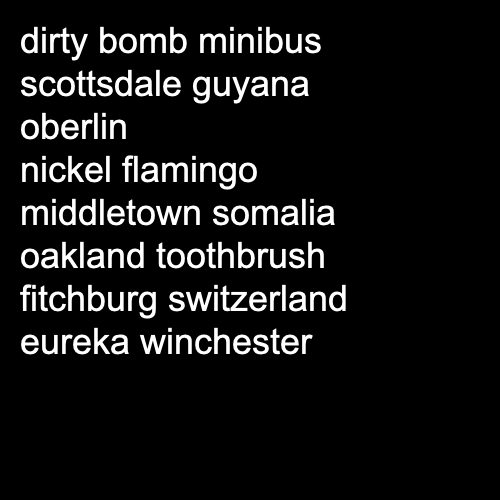 dirty bomb minibus
scottsdale guyana
oberlin
nickel flamingo
middletown somalia
oakland toothbrush
fitchburg switzerland
eureka winchester